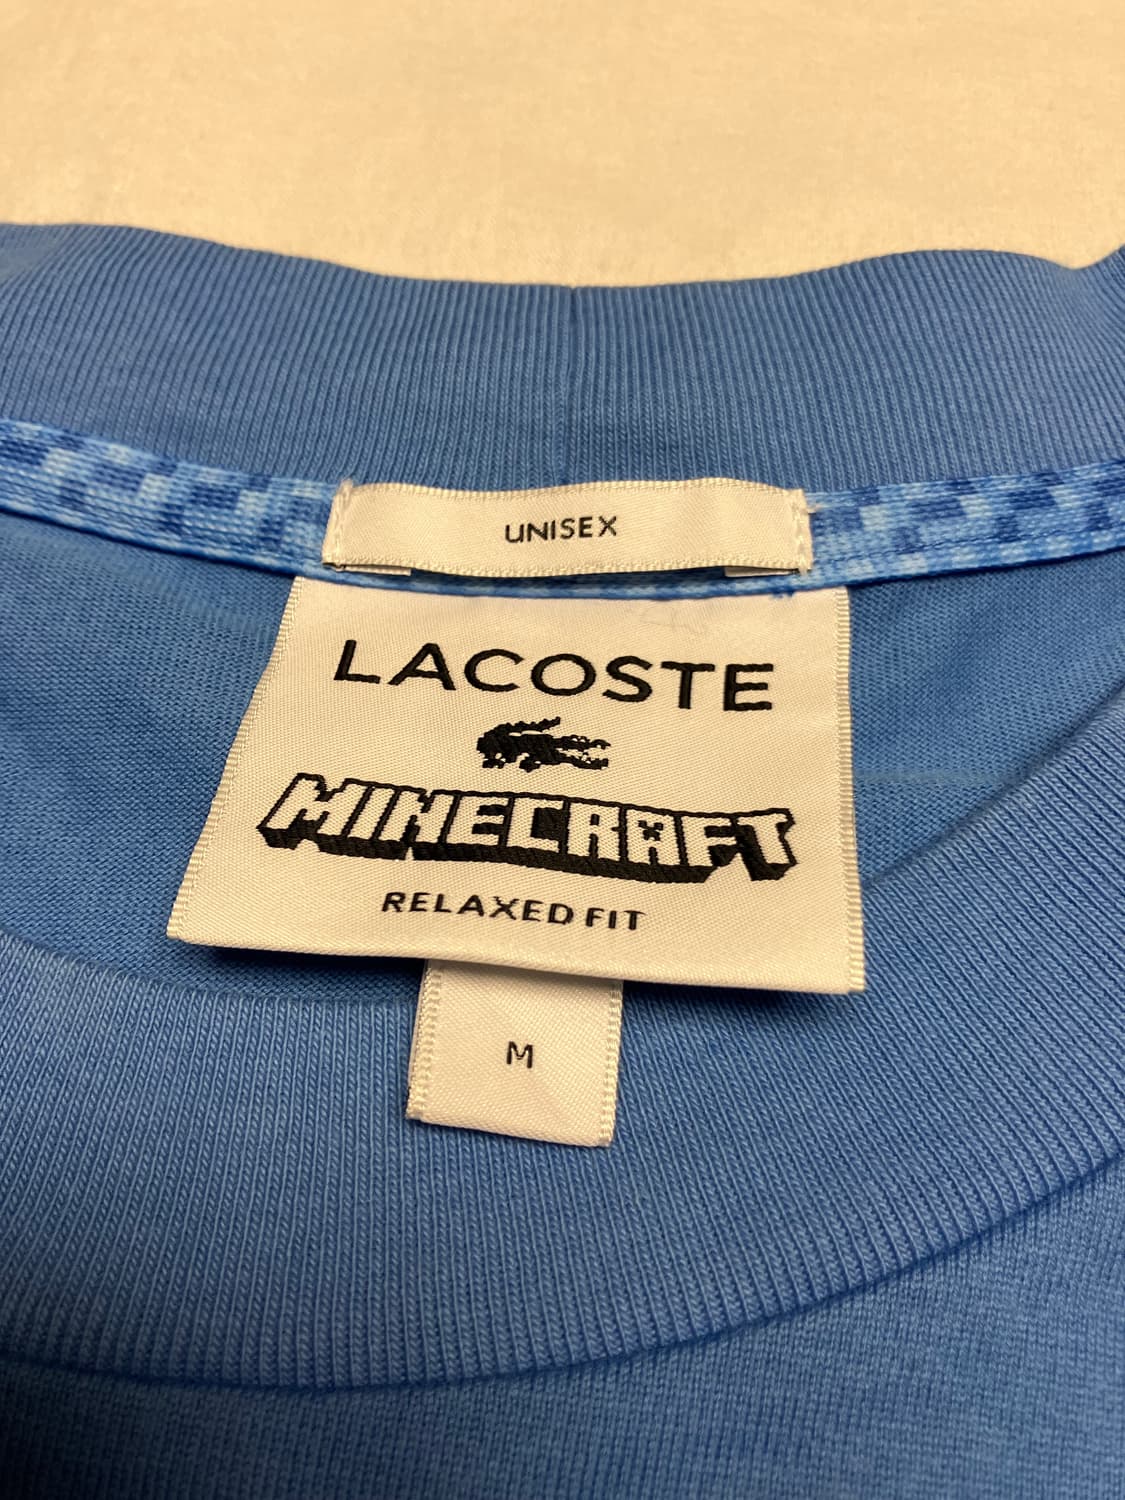 UNISEX
LACOSTE
MINECRAFT
RELAXED FIT
M